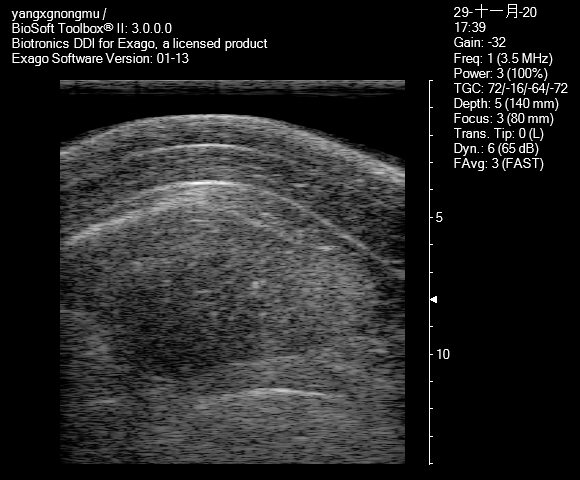 yangxgnongmu /
BioSoft Toolbox® II: 3.0.0.0
Biotronics DDI for Exago, a licensed product
Exago Software Version: 01-13
29-十一月-20
17:39
Gain: -32
Freq: 1 (3.5 MHz)
Power: 3 (100%)
TGC: 72/-16/-64/-72
Depth: 5 (140 mm)
Focus: 3 (80 mm)
Trans. Tip: 0 (L)
Dyn.: 6 (65 dB)
FAvg: 3 (FAST)
5
10